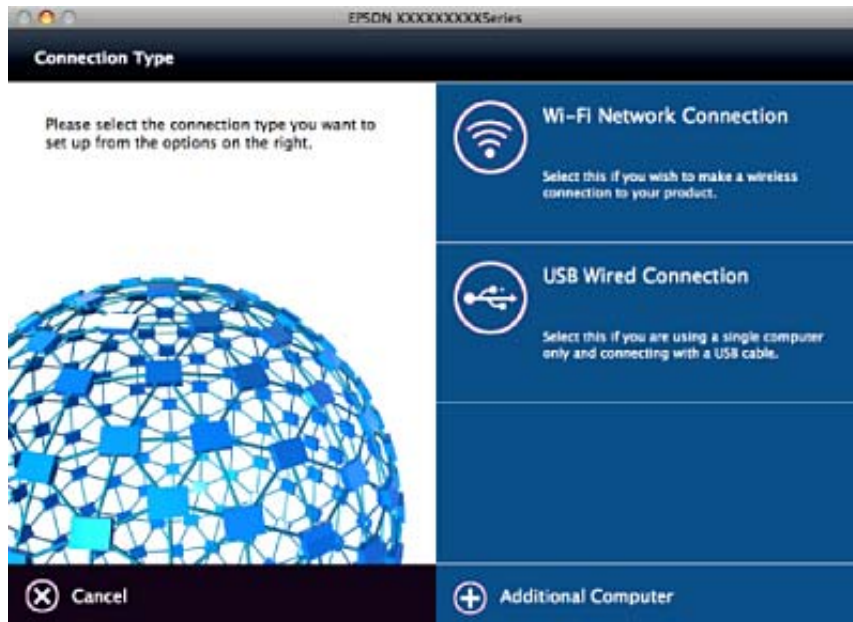 EPSON XXXXXXXXXSeries
Connection Type
Please select the connection type you want to
set up from the options on the right.
Wi-Fi Network Connection
Select this if you wish to make a wireless
connection to your product.
USB Wired Connection
Select this if you are using a single computer
only and connecting with a USB cable.
Cancel
Additional Computer